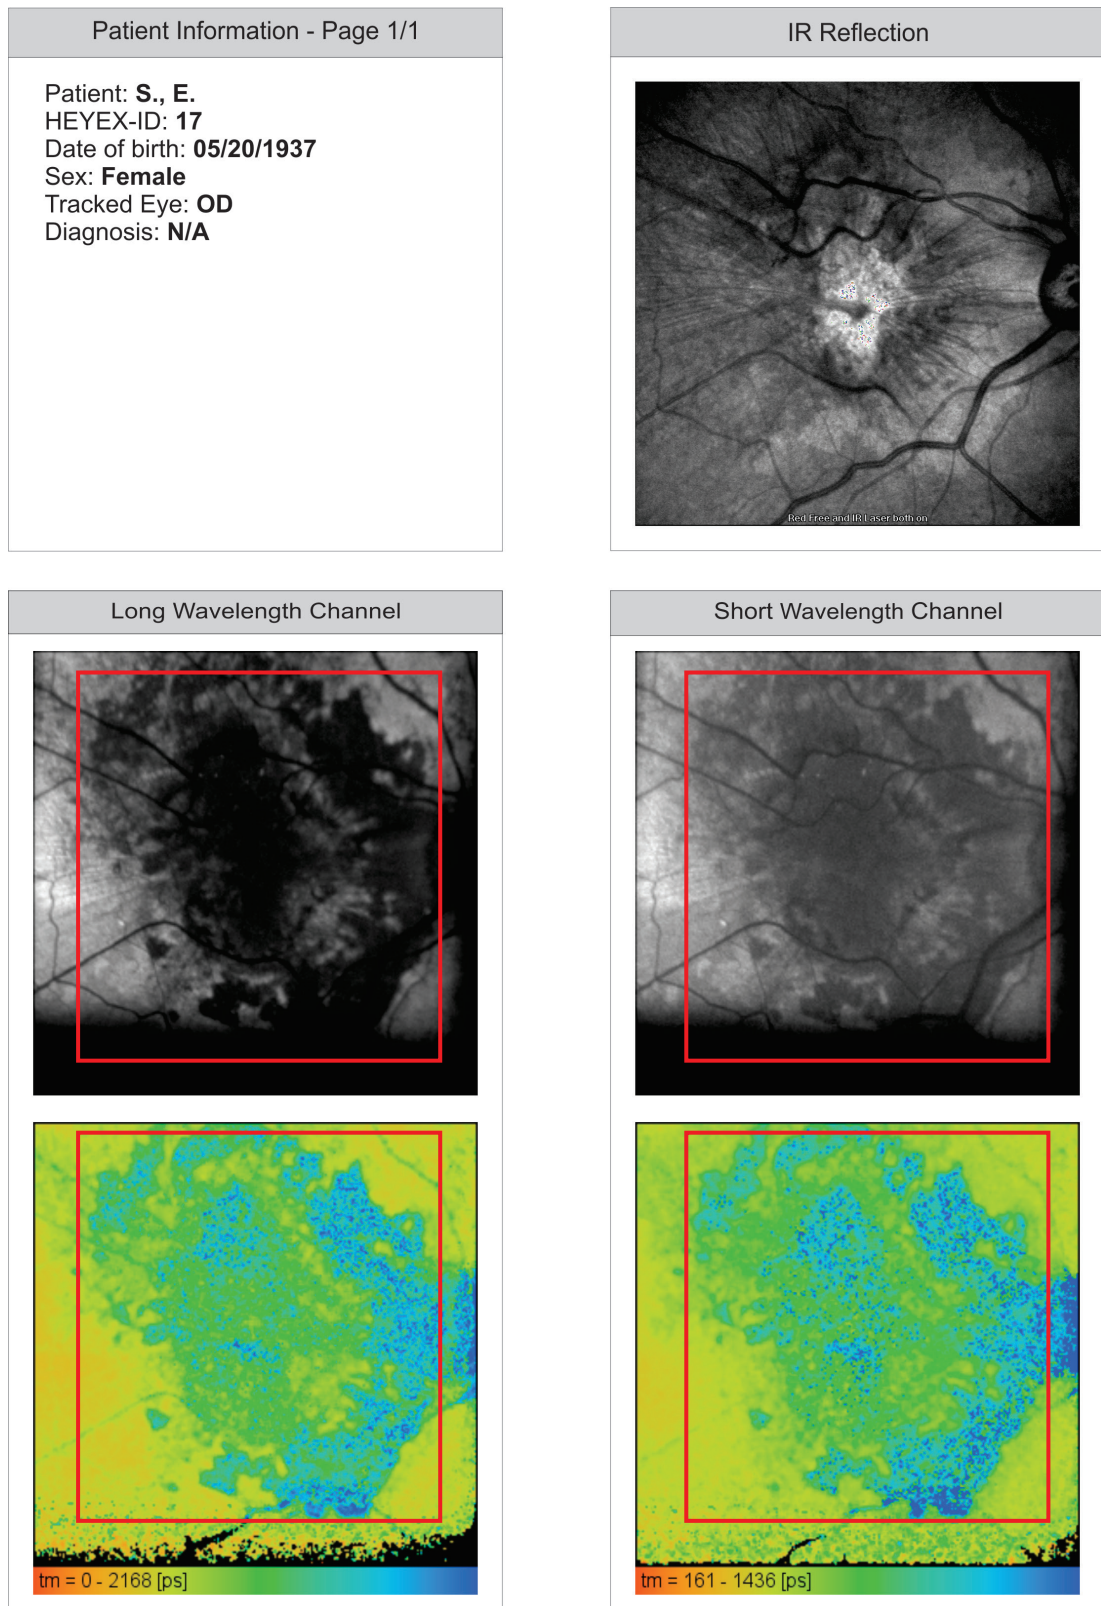 Patient Information - Page 1/1
Patient: S., E.
HEYEX-ID: 17
Date of birth: 05/20/1937
Sex: Female
Tracked Eye: OD
Diagnosis: N/A
IR Reflection
Red Free and IR Laser both on
Long Wavelength Channel
tm = 0 - 2168 [ps]
Short Wavelength Channel
tm = 161 - 1436 [ps]